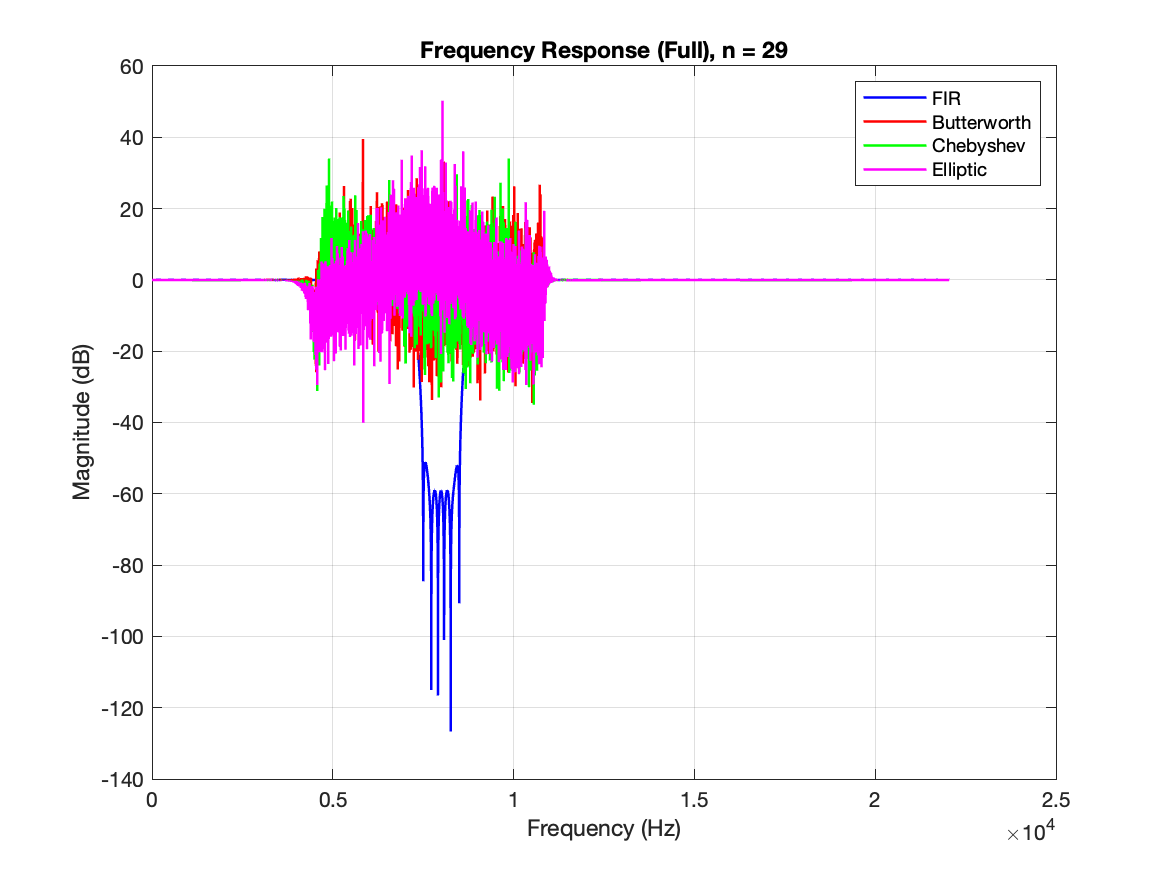 Frequency Response (Full), n = 29
FIR
Butterworth
Chebyshev
Elliptic
Magnitude (dB)
60
40
20
0
-20
-40
-60
-80
-100
-120
-140
0
0.5
1
1.5
2
2.5
Frequency (Hz)
×10^4